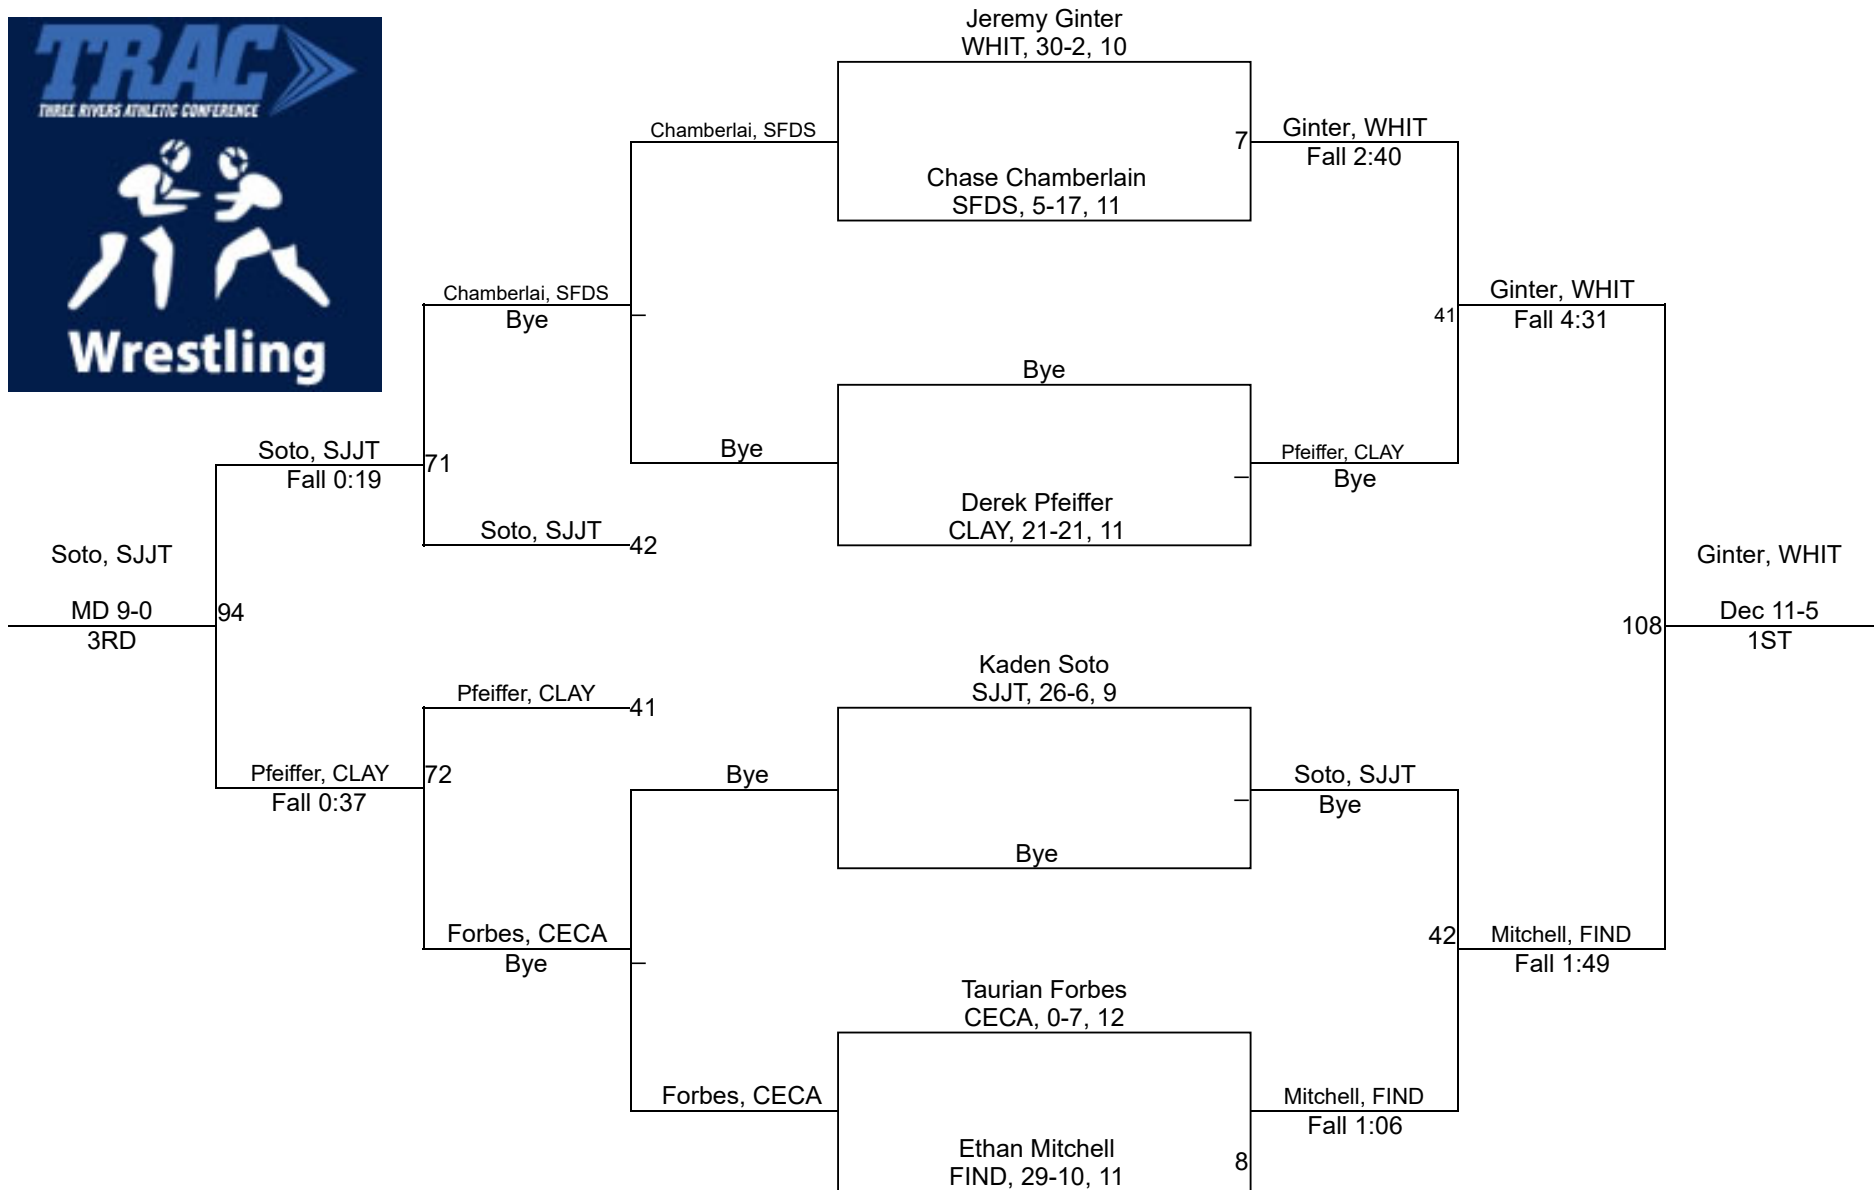 TRAC
THREE RIVERS ATHLETIC CONFERENCE
Wrestling
Jeremy Ginter
WHIT, 30-2, 10
Chamberlai, SFDS
7
Ginter, WHIT
Fall 2:40
Chase Chamberlain
SFDS, 5-17, 11
Chamberlai, SFDS
Bye
41
Ginter, WHIT
Fall 4:31
Bye
Bye
Pfeiffer, CLAY
Bye
Derek Pfeiffer
CLAY, 21-21, 11
Soto, SJJT
Fall 0:19
71
Soto, SJJT
42
Soto, SJJT
MD 9-0
3RD
94
Ginter, WHIT
108
Dec 11-5
1ST
Kaden Soto
SJJT, 26-6, 9
Pfeiffer, CLAY
41
Pfeiffer, CLAY
Fall 0:37
72
Bye
Soto, SJJT
Bye
Bye
Forbes, CECA
Bye
42
Mitchell, FIND
Fall 1:49
Taurian Forbes
CECA, 0-7, 12
Forbes, CECA
Mitchell, FIND
Fall 1:06
Ethan Mitchell
FIND, 29-10, 11
8